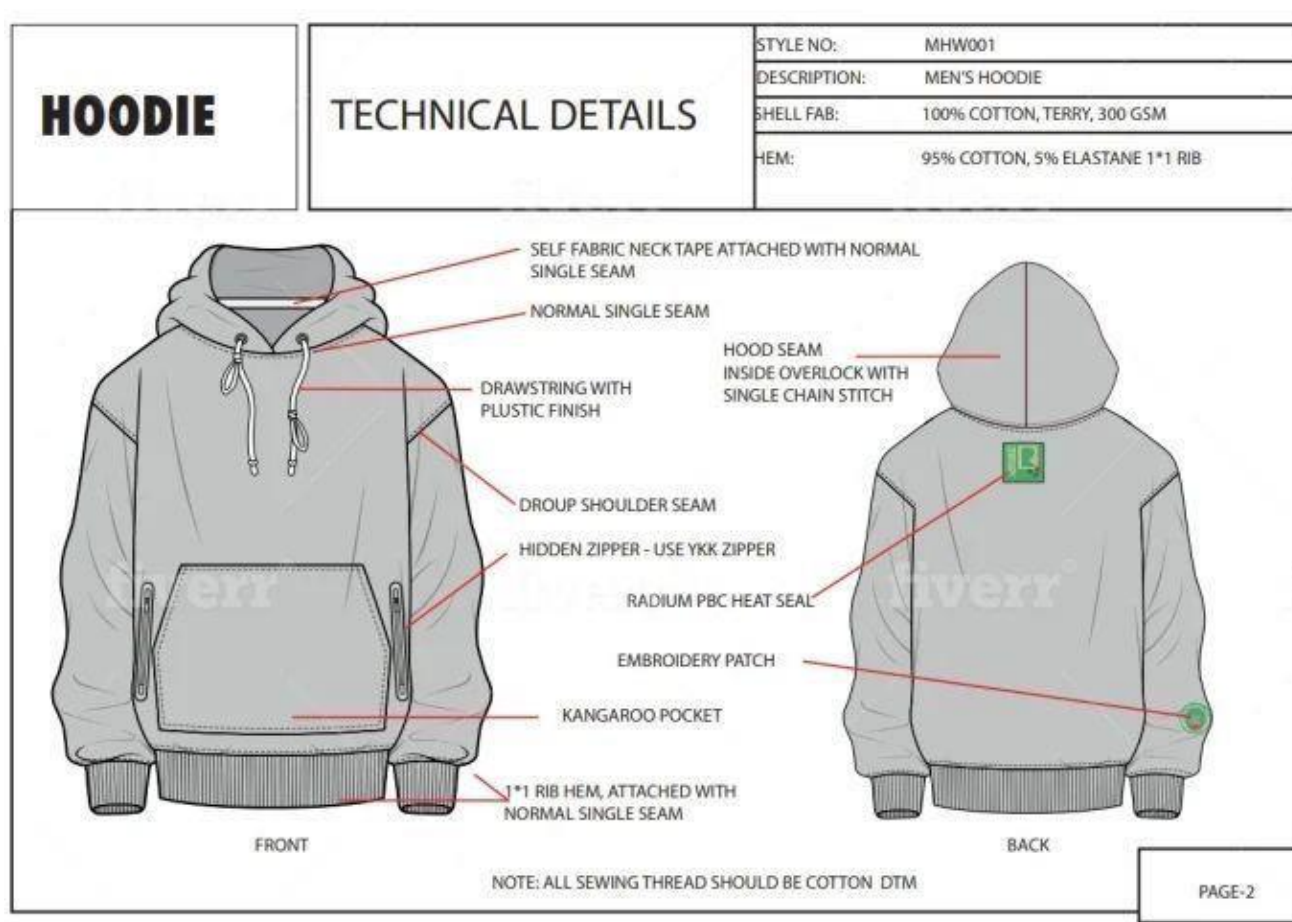 HOODIE
TECHNICAL DETAILS
STYLE NO: MHW001
DESCRIPTION: MEN'S HOODIE
SHELL FAB: 100% COTTON, TERRY, 300 GSM
HEM: 95% COTTON, 5% ELASTANE 1*1 RIB
SELF FABRIC NECK TAPE ATTACHED WITH NORMAL
SINGLE SEAM
NORMAL SINGLE SEAM
DRAWSTRING WITH
PLUSTIC FINISH
HOOD SEAM
INSIDE OVERLOCK WITH
SINGLE CHAIN STITCH
DROUP SHOULDER SEAM
HIDDEN ZIPPER - USE YKK ZIPPER
RADIUM PBC HEAT SEAL
EMBROIDERY PATCH
KANGAROO POCKET
1*1 RIB HEM, ATTACHED WITH
NORMAL SINGLE SEAM
FRONT
BACK
NOTE: ALL SEWING THREAD SHOULD BE COTTON DTM
PAGE-2
fiverr
fiverr
fiverr